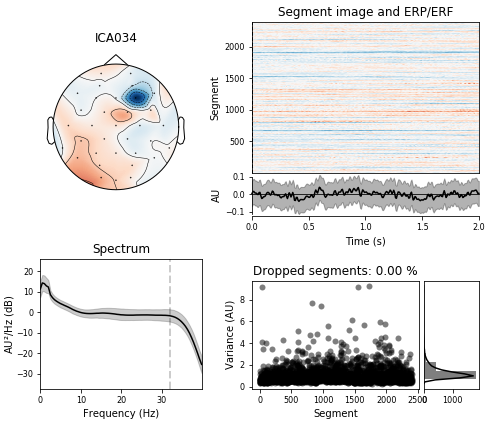 ICA034
Segment image and ERP/ERF
Segment
2000
1500
1000
500
AU
0.1
0.0
−0.1
0.0 0.5 1.0 1.5 2.0
Time (s)
Spectrum
AU²/Hz (dB)
20
10
0
−10
−20
−30
0 10 20 30
Frequency (Hz)
Dropped segments: 0.00 %
Variance (AU)
8
6
4
2
0
0 500 1000 1500 2000 2500
Segment
0 1000